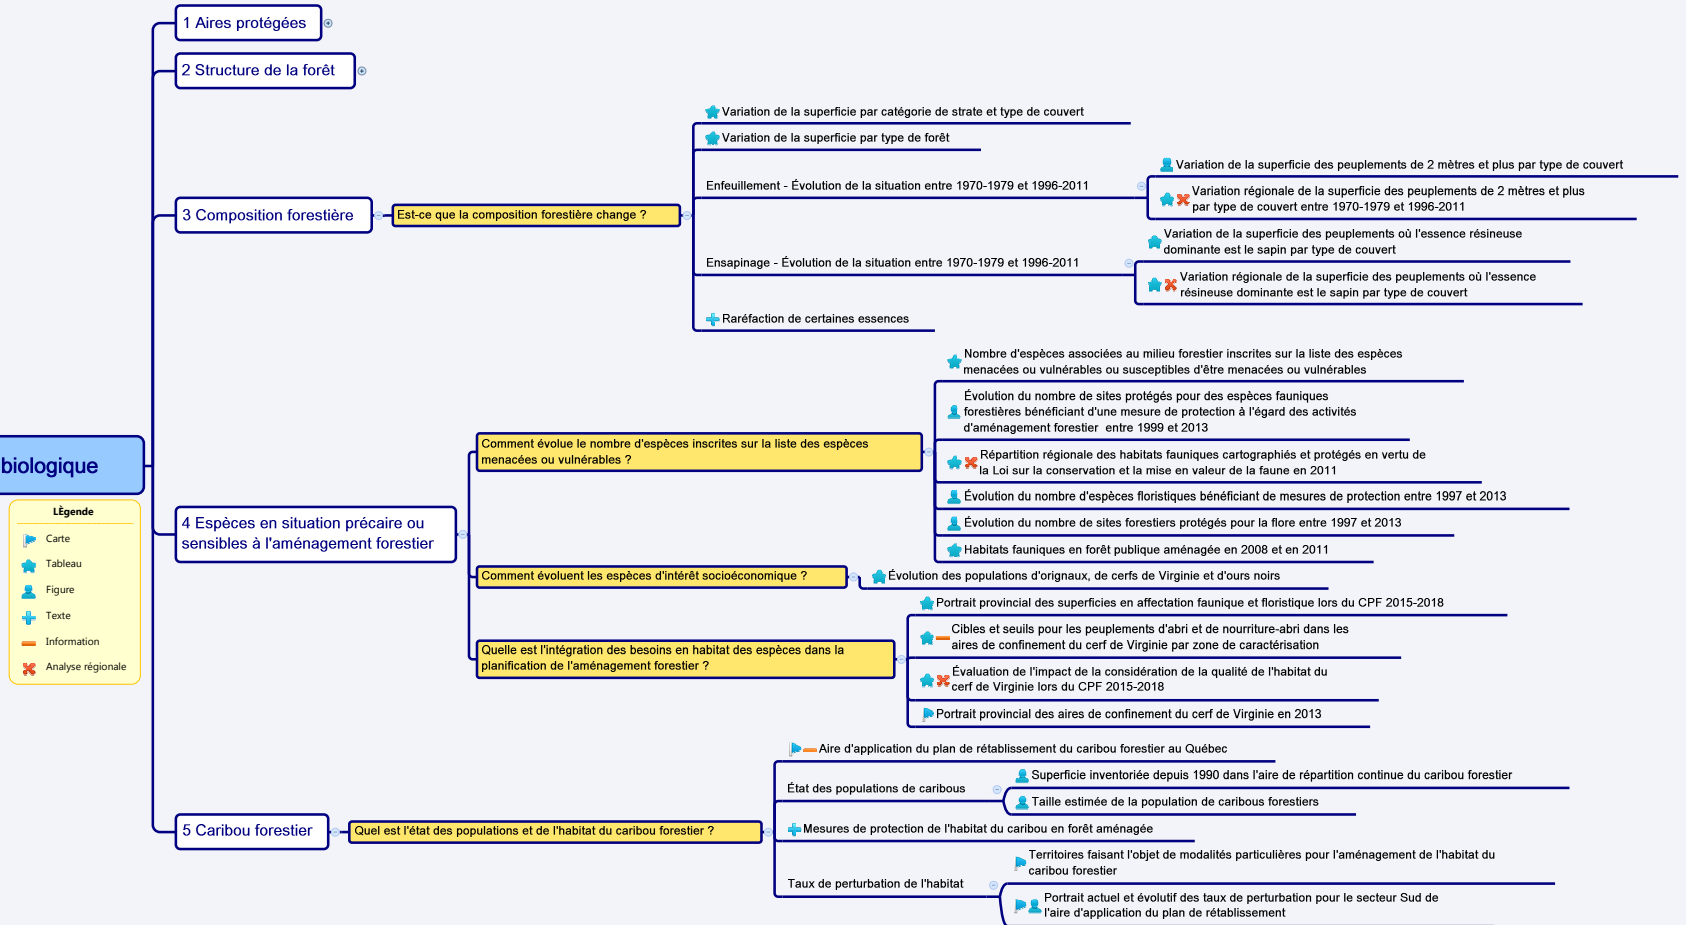 1 Aires protégées
2 Structure de la forêt
3 Composition forestière
Est-ce que la composition forestière change ?
Variation de la superficie par catégorie de strate et type de couvert
Variation de la superficie par type de forêt
Enfeuillement - Évolution de la situation entre 1970-1979 et 1996-2011
Variation de la superficie des peuplements de 2 mètres et plus par type de couvert
Variation régionale de la superficie des peuplements de 2 mètres et plus
par type de couvert entre 1970-1979 et 1996-2011
Ensapinage - Évolution de la situation entre 1970-1979 et 1996-2011
Variation de la superficie des peuplements où l'essence résineuse
dominante est le sapin par type de couvert
Variation régionale de la superficie des peuplements où l'essence
résineuse dominante est le sapin par type de couvert
Raréfaction de certaines essences
biologique
LÈgende
Carte
Tableau
Figure
Texte
Information
Analyse régionale
4 Espèces en situation précaire ou
sensibles à l'aménagement forestier
Comment évolue le nombre d'espèces inscrites sur la liste des espèces
menacées ou vulnérables ?
Nombre d'espèces associées au milieu forestier inscrites sur la liste des espèces
menacées ou vulnérables ou susceptibles d'être menacées ou vulnérables
Évolution du nombre de sites protégés pour des espèces fauniques
forestières bénéficiant d'une mesure de protection à l'égard des activités
d'aménagement forestier entre 1999 et 2013
Répartition régionale des habitats fauniques cartographiés et protégés en vertu de
la Loi sur la conservation et la mise en valeur de la faune en 2011
Évolution du nombre d'espèces floristiques bénéficiant de mesures de protection entre 1997 et 2013
Évolution du nombre de sites forestiers protégés pour la flore entre 1997 et 2013
Habitats fauniques en forêt publique aménagée en 2008 et en 2011
Comment évoluent les espèces d'intérêt socioéconomique ?
Évolution des populations d'orignaux, de cerfs de Virginie et d'ours noirs
Quelle est l'intégration des besoins en habitat des espèces dans la
planification de l'aménagement forestier ?
Portrait provincial des superficies en affectation faunique et floristique lors du CPF 2015-2018
Cibles et seuils pour les peuplements d'abri et de nourriture-abri dans les
aires de confinement du cerf de Virginie par zone de caractérisation
Évaluation de l'impact de la considération de la qualité de l'habitat du
cerf de Virginie lors du CPF 2015-2018
Portrait provincial des aires de confinement du cerf de Virginie en 2013
5 Caribou forestier
Quel est l'état des populations et de l'habitat du caribou forestier ?
Aire d'application du plan de rétablissement du caribou forestier au Québec
État des populations de caribous
Superficie inventoriée depuis 1990 dans l'aire de répartition continue du caribou forestier
Taille estimée de la population de caribous forestiers
Mesures de protection de l'habitat du caribou en forêt aménagée
Taux de perturbation de l'habitat
Territoires faisant l'objet de modalités particulières pour l'aménagement de l'habitat du
caribou forestier
Portrait actuel et évolutif des taux de perturbation pour le secteur Sud de
l'aire d'application du plan de rétablissement